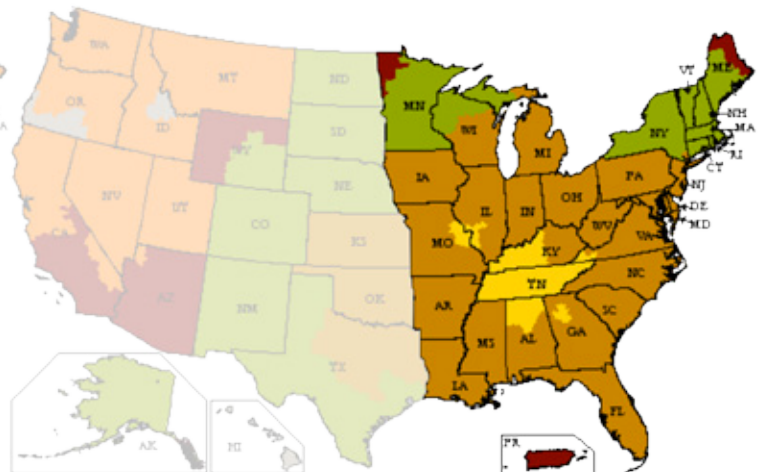 WA
VT
ME
MT
ND
MN
OR
NH
ID
MA
SD
WI
NY
RI
MI
CT
IA
PA
NE
NJ
NV
OH
DE
UT
IL
IN
CO
MD
WV
CA
KS
MO
VA
KY
NC
TN
AZ
OK
NM
AR
SC
MS
AL
GA
TX
LA
FL
AK
HI
PR